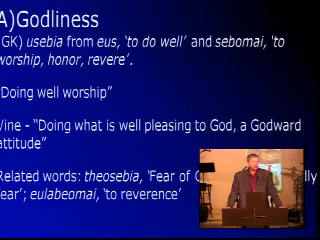 A)Godliness
GK) usebia from eus, ‘to do well’ and sebomai, ‘to
worship, honor, revere’.
“Doing well worship”
Vine - “Doing what is well pleasing to God, a Godward
attitude”
Related words: theosebia, ‘Fear of
fear’; eulabeomai, ‘to reverence’